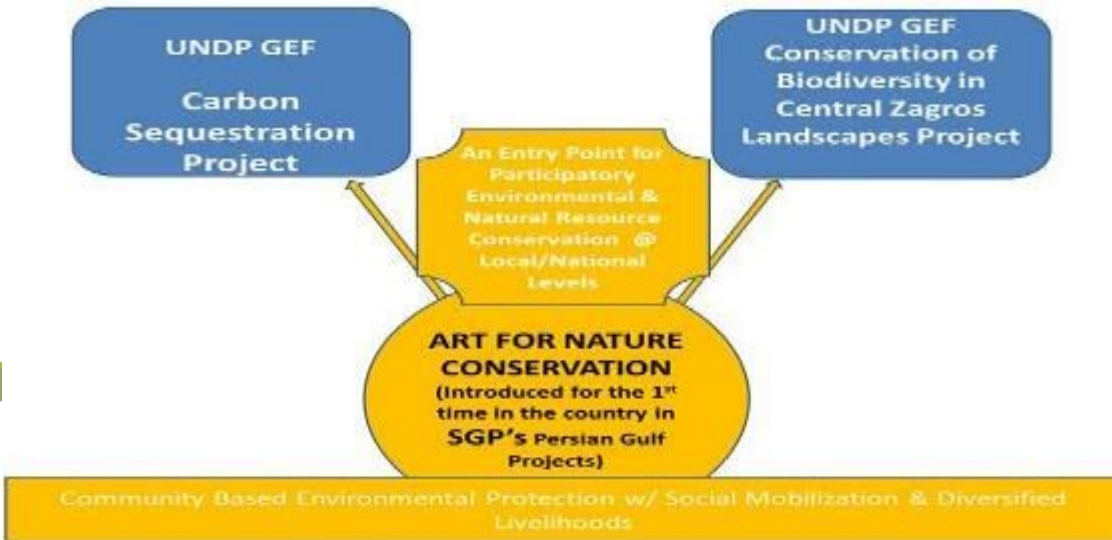 UNDP GEF
Carbon
Sequestration
Project
UNDP GEF
Conservation of
Biodiversity in
Central Zagros
Landscapes Project
An Entry Point for
Participatory
Environmental &
Natural Resource
Conservation @
Local/National
Levels
ART FOR NATURE
CONSERVATION
(Introduced for the 1st
time in the country in
SGP's Persian Gulf
Projects)
Community Based Environmental Protection w/ Social Mobilization & Diversified
Livelihoods